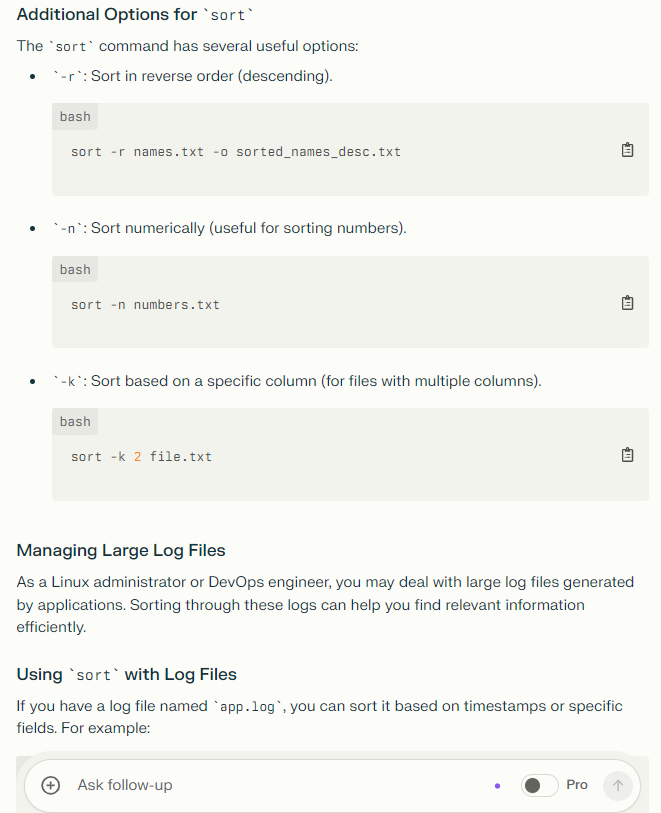 Additional Options for `sort`
The `sort` command has several useful options:
• `-r`: Sort in reverse order (descending).
bash
sort -r names.txt -o sorted_names_desc.txt
• `-n`: Sort numerically (useful for sorting numbers).
bash
sort -n numbers.txt
• `-k`: Sort based on a specific column (for files with multiple columns).
bash
sort -k 2 file.txt
Managing Large Log Files
As a Linux administrator or DevOps engineer, you may deal with large log files generated
by applications. Sorting through these logs can help you find relevant information
efficiently.
Using `sort` with Log Files
If you have a log file named `app.log`, you can sort it based on timestamps or specific
fields. For example:
Ask follow-up
Pro